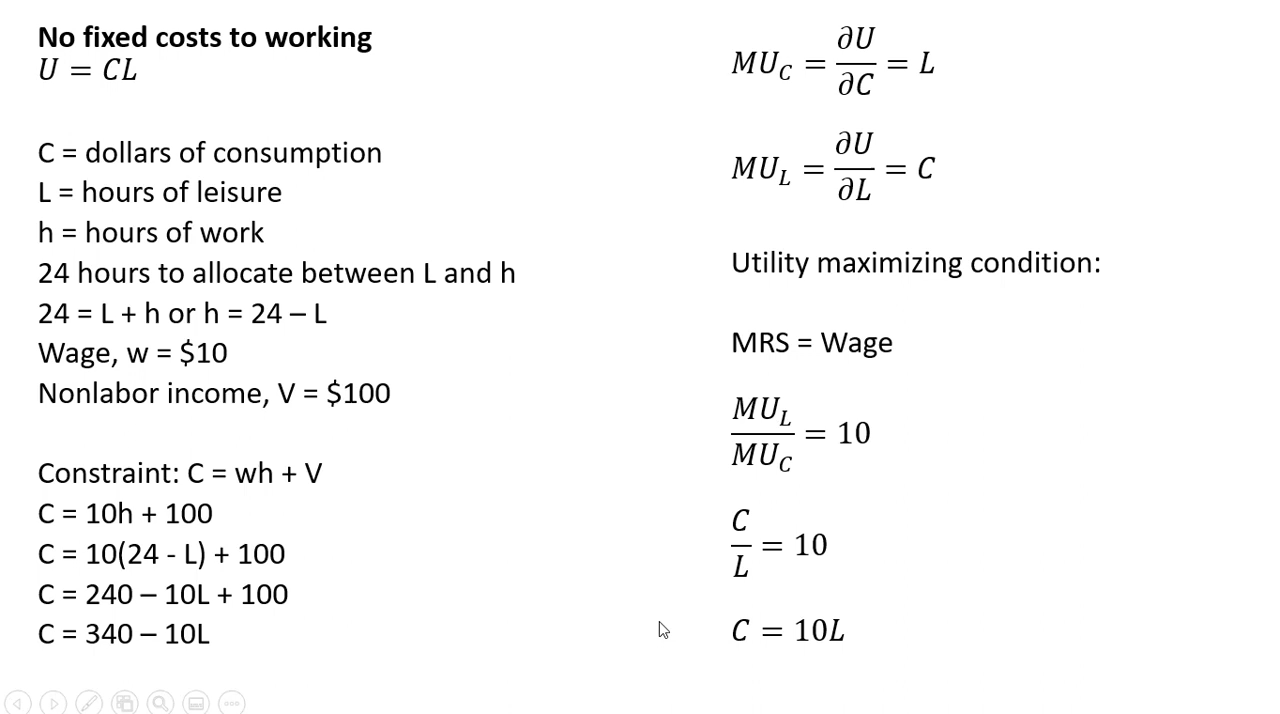 No fixed costs to working
U = CL
C = dollars of consumption
L = hours of leisure
h = hours of work
24 hours to allocate between L and h
24 = L + h or h = 24 – L
Wage, w = $10
Nonlabor income, V = $100
Constraint: C = wh + V
C = 10h + 100
C = 10(24 - L) + 100
C = 240 – 10L + 100
C = 340 – 10L
MU_C = ∂U/∂C = L
MU_L = ∂U/∂L = C
Utility maximizing condition:
MRS = Wage
MU_L/MU_C = 10
C/L = 10
C = 10L